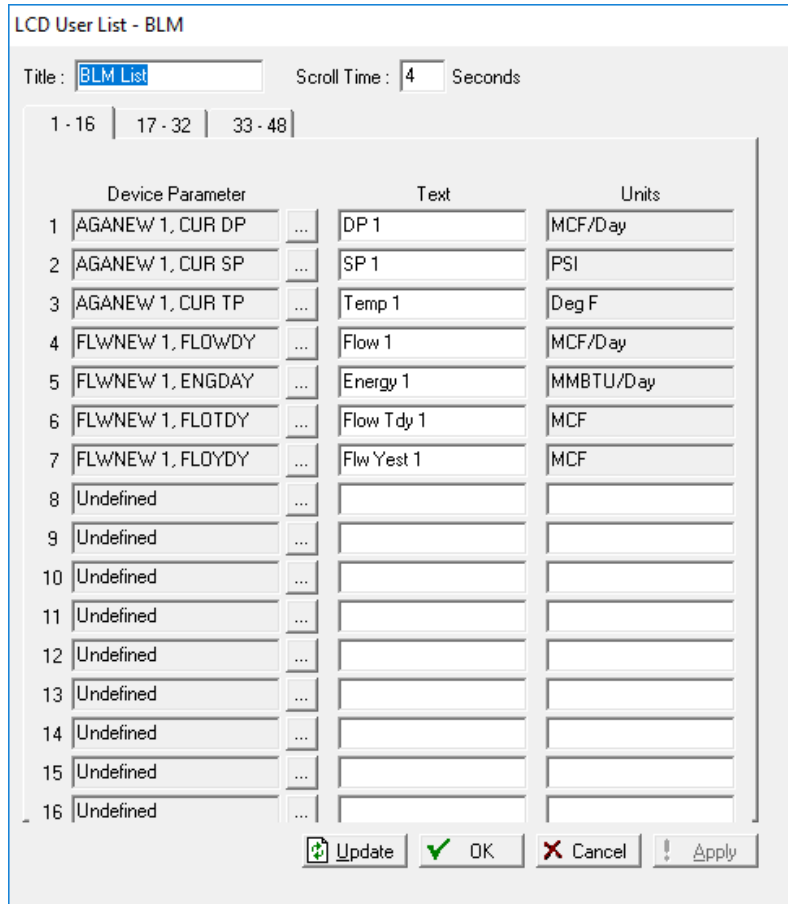 LCD User List - BLM
Title : BLM List Scroll Time : 4 Seconds
1 - 16 17 - 32 33 - 48
Device Parameter Text Units
1 AGANEW 1, CUR DP ... DP 1 MCF/Day
2 AGANEW 1, CUR SP ... SP 1 PSI
3 AGANEW 1, CUR TP ... Temp 1 Deg F
4 FLWNEW 1, FLOWDY ... Flow 1 MCF/Day
5 FLWNEW 1, ENGDAY ... Energy 1 MMBTU/Day
6 FLWNEW 1, FLOTDY ... Flow Tdy 1 MCF
7 FLWNEW 1, FLOYDY ... Flw Yest 1 MCF
8 Undefined ...
9 Undefined ...
10 Undefined ...
11 Undefined ...
12 Undefined ...
13 Undefined ...
14 Undefined ...
15 Undefined ...
16 Undefined ...
Update OK Cancel ! Apply